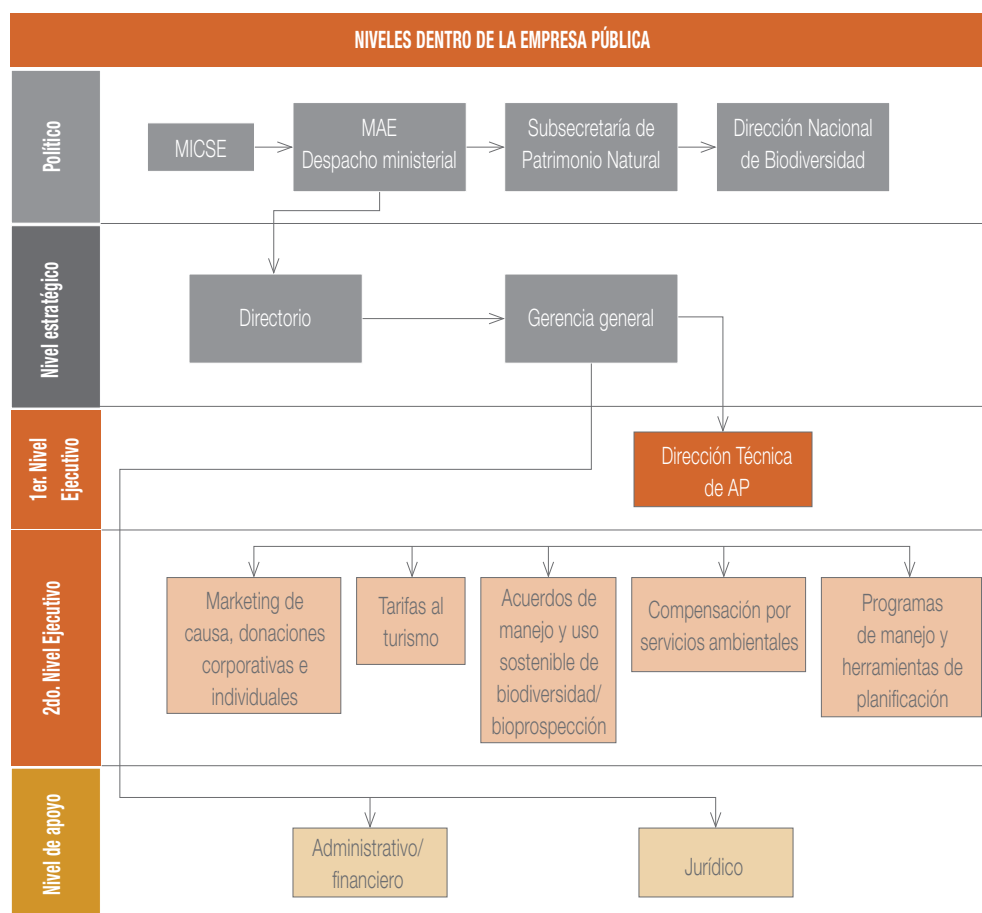 NIVELES DENTRO DE LA EMPRESA PÚBLICA
Político
MICSE
MAE
Despacho ministerial
Subsecretaría de
Patrimonio Natural
Dirección Nacional
de Biodiversidad
Nivel estratégico
Directorio
Gerencia general
1er. Nivel
Ejecutivo
Dirección Técnica
de AP
2do. Nivel Ejecutivo
Marketing de
causa, donaciones
corporativas e
individuales
Tarifas al
turismo
Acuerdos de
manejo y uso
sostenible de
biodiversidad/
bioprospección
Compensación por
servicios ambientales
Programas
de manejo y
herramientas de
planificación
Nivel de apoyo
Administrativo/
financiero
Jurídico